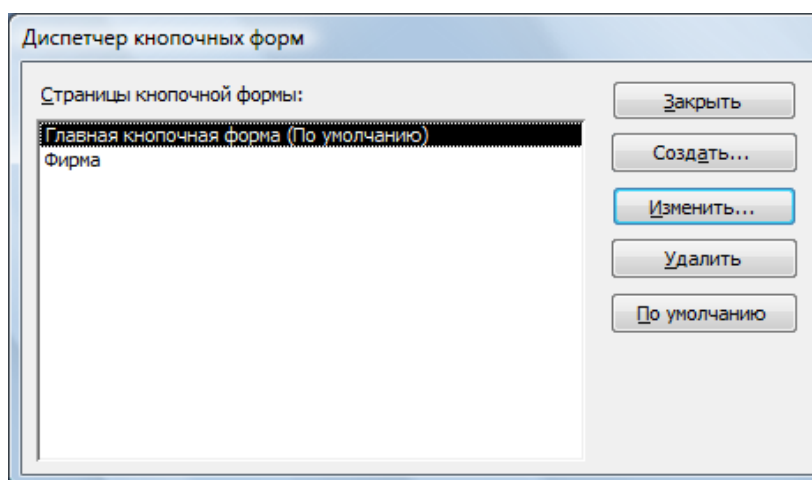 Диспетчер кнопочных форм
Страницы кнопочной формы:
Главная кнопочная форма (По умолчанию)
Фирма
Закрыть
Создать...
Изменить...
Удалить
По умолчанию